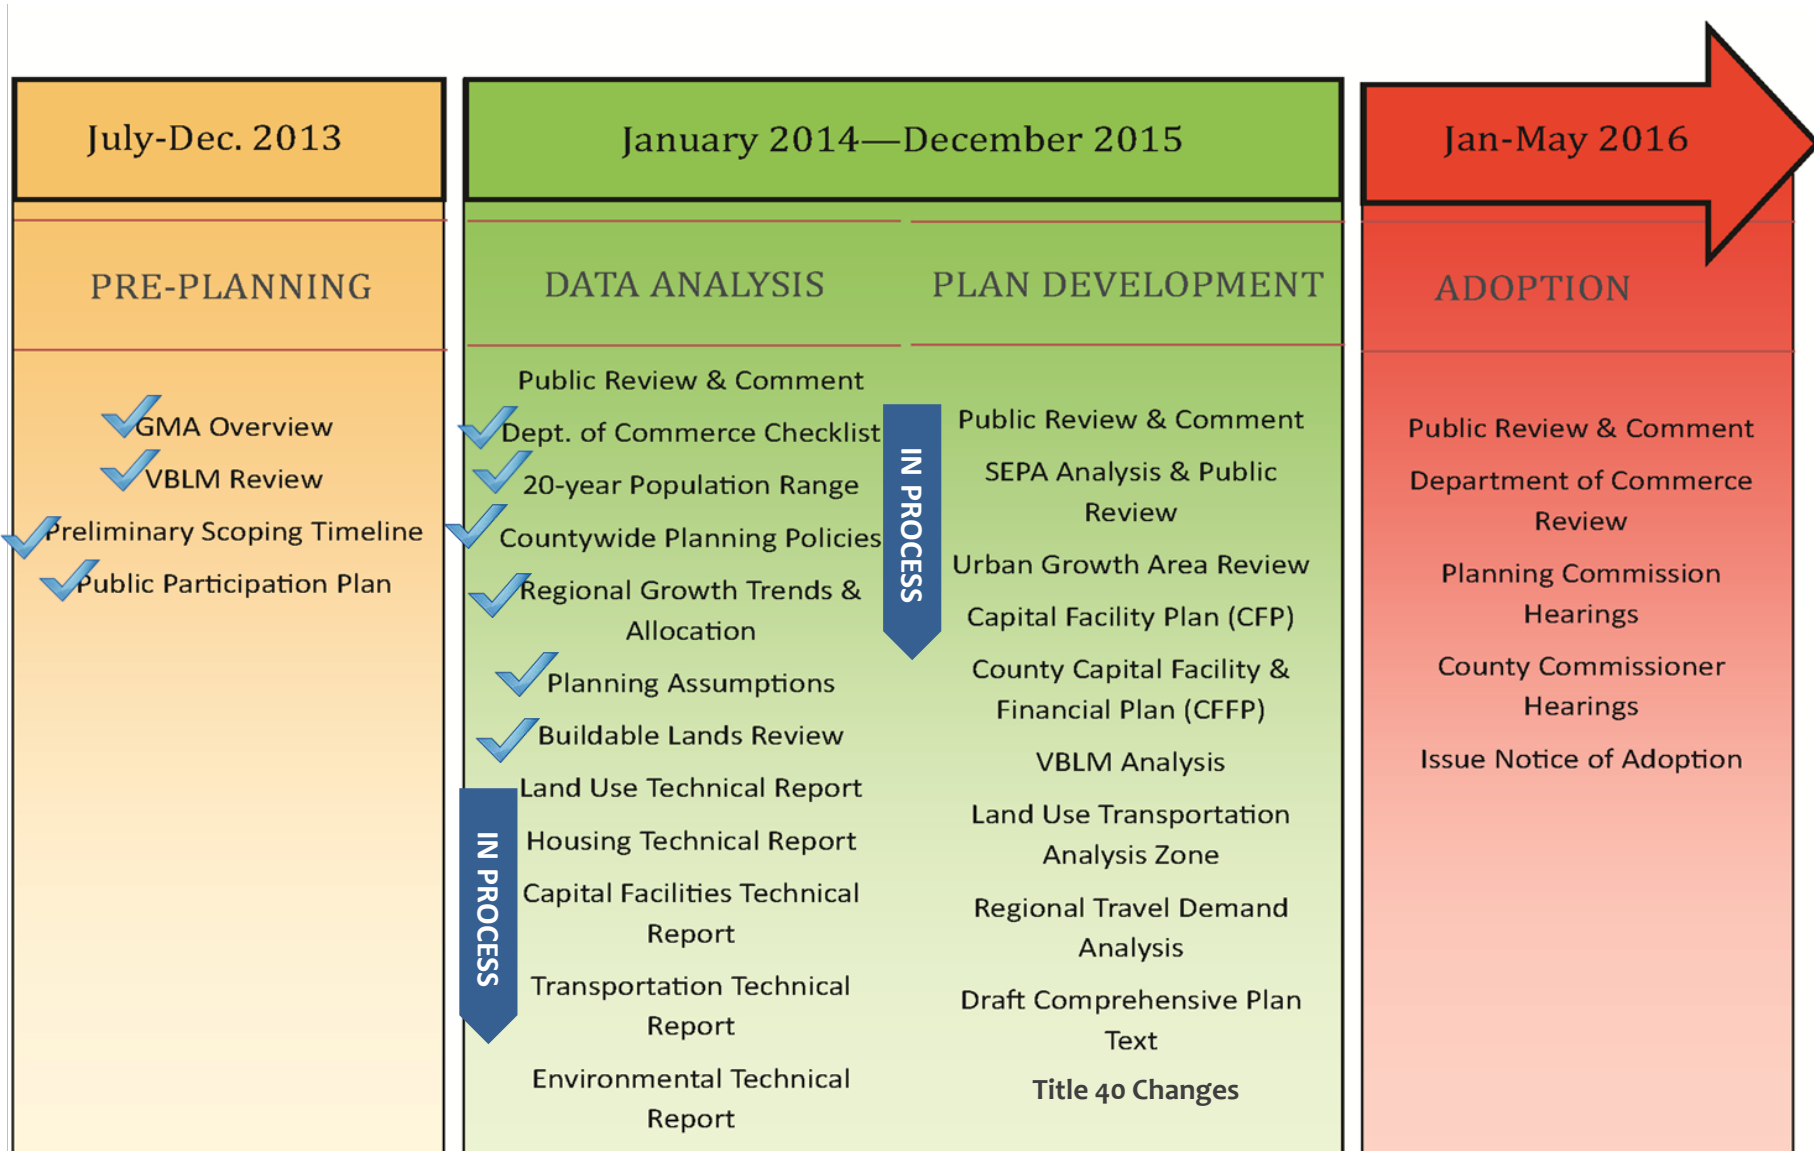 July-Dec. 2013
January 2014—December 2015
Jan-May 2016
PRE-PLANNING
GMA Overview
VBLM Review
Preliminary Scoping Timeline
Public Participation Plan
DATA ANALYSIS
Public Review & Comment
Dept. of Commerce Checklist
20-year Population Range
Countywide Planning Policies
Regional Growth Trends &
Allocation
Planning Assumptions
Buildable Lands Review
Land Use Technical Report
Housing Technical Report
Capital Facilities Technical
Report
Transportation Technical
Report
Environmental Technical
Report
IN PROCESS
PLAN DEVELOPMENT
IN PROCESS
Public Review & Comment
SEPA Analysis & Public
Review
Urban Growth Area Review
Capital Facility Plan (CFP)
County Capital Facility &
Financial Plan (CFFP)
VBLM Analysis
Land Use Transportation
Analysis Zone
Regional Travel Demand
Analysis
Draft Comprehensive Plan
Text
Title 40 Changes
ADOPTION
Public Review & Comment
Department of Commerce
Review
Planning Commission
Hearings
County Commissioner
Hearings
Issue Notice of Adoption